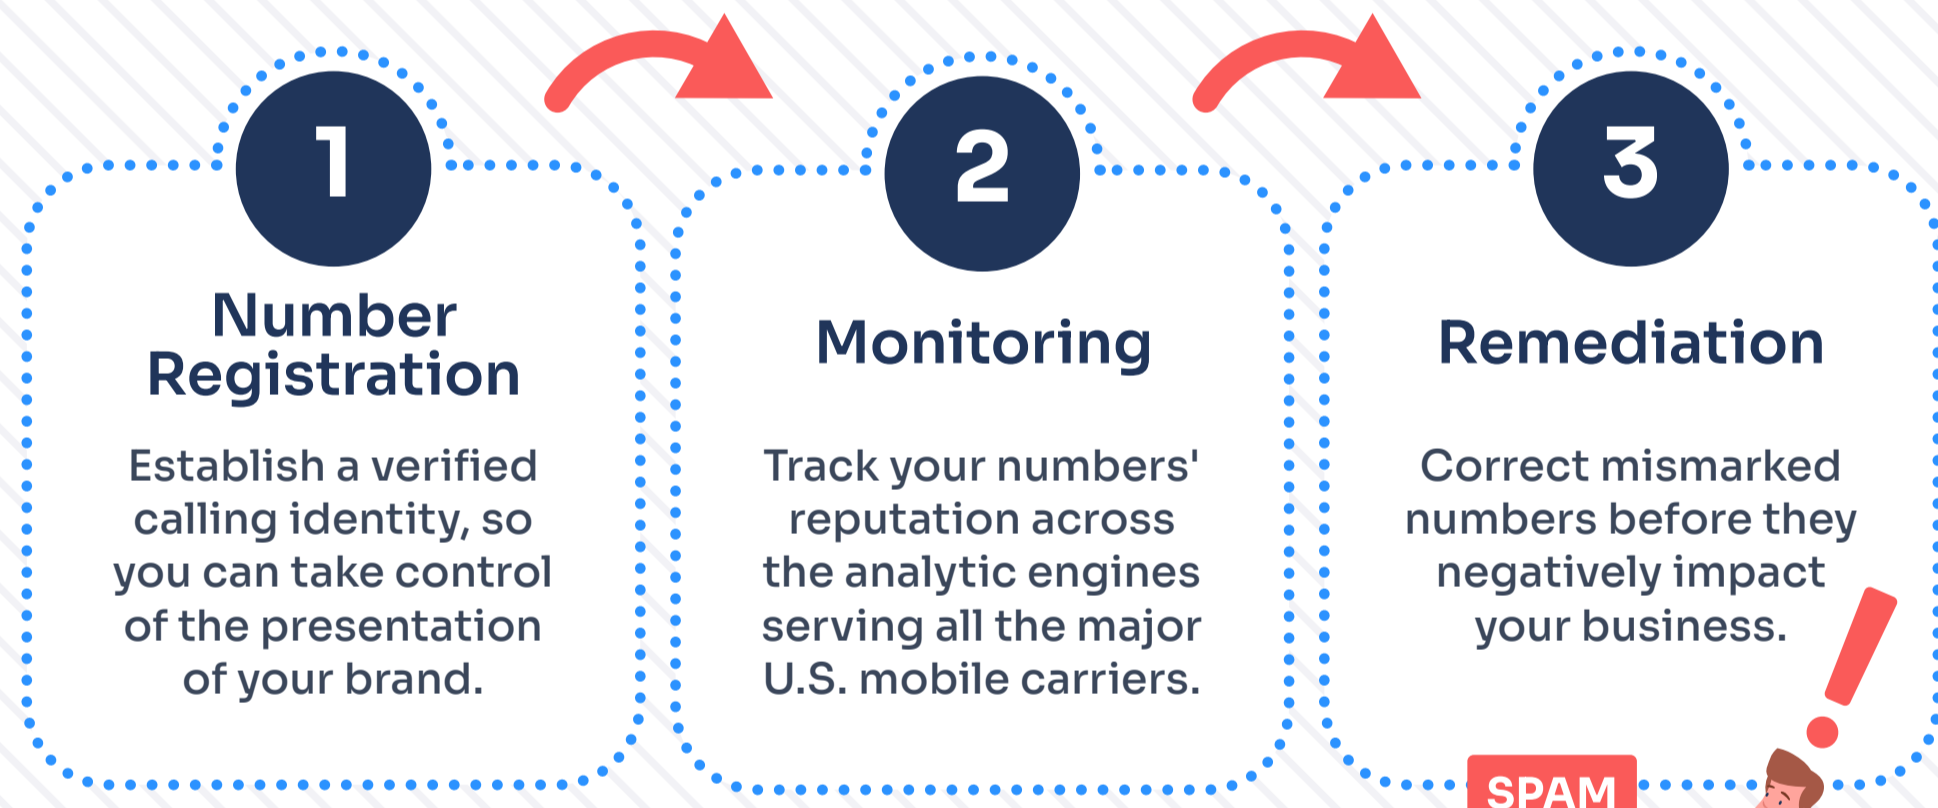 1
Number
Registration
Establish a verified
calling identity, so
you can take control
of the presentation
of your brand.
2
Monitoring
Track your numbers'
reputation across
the analytic engines
serving all the major
U.S. mobile carriers.
3
Remediation
Correct mismarked
numbers before they
negatively impact
your business.
SPAM